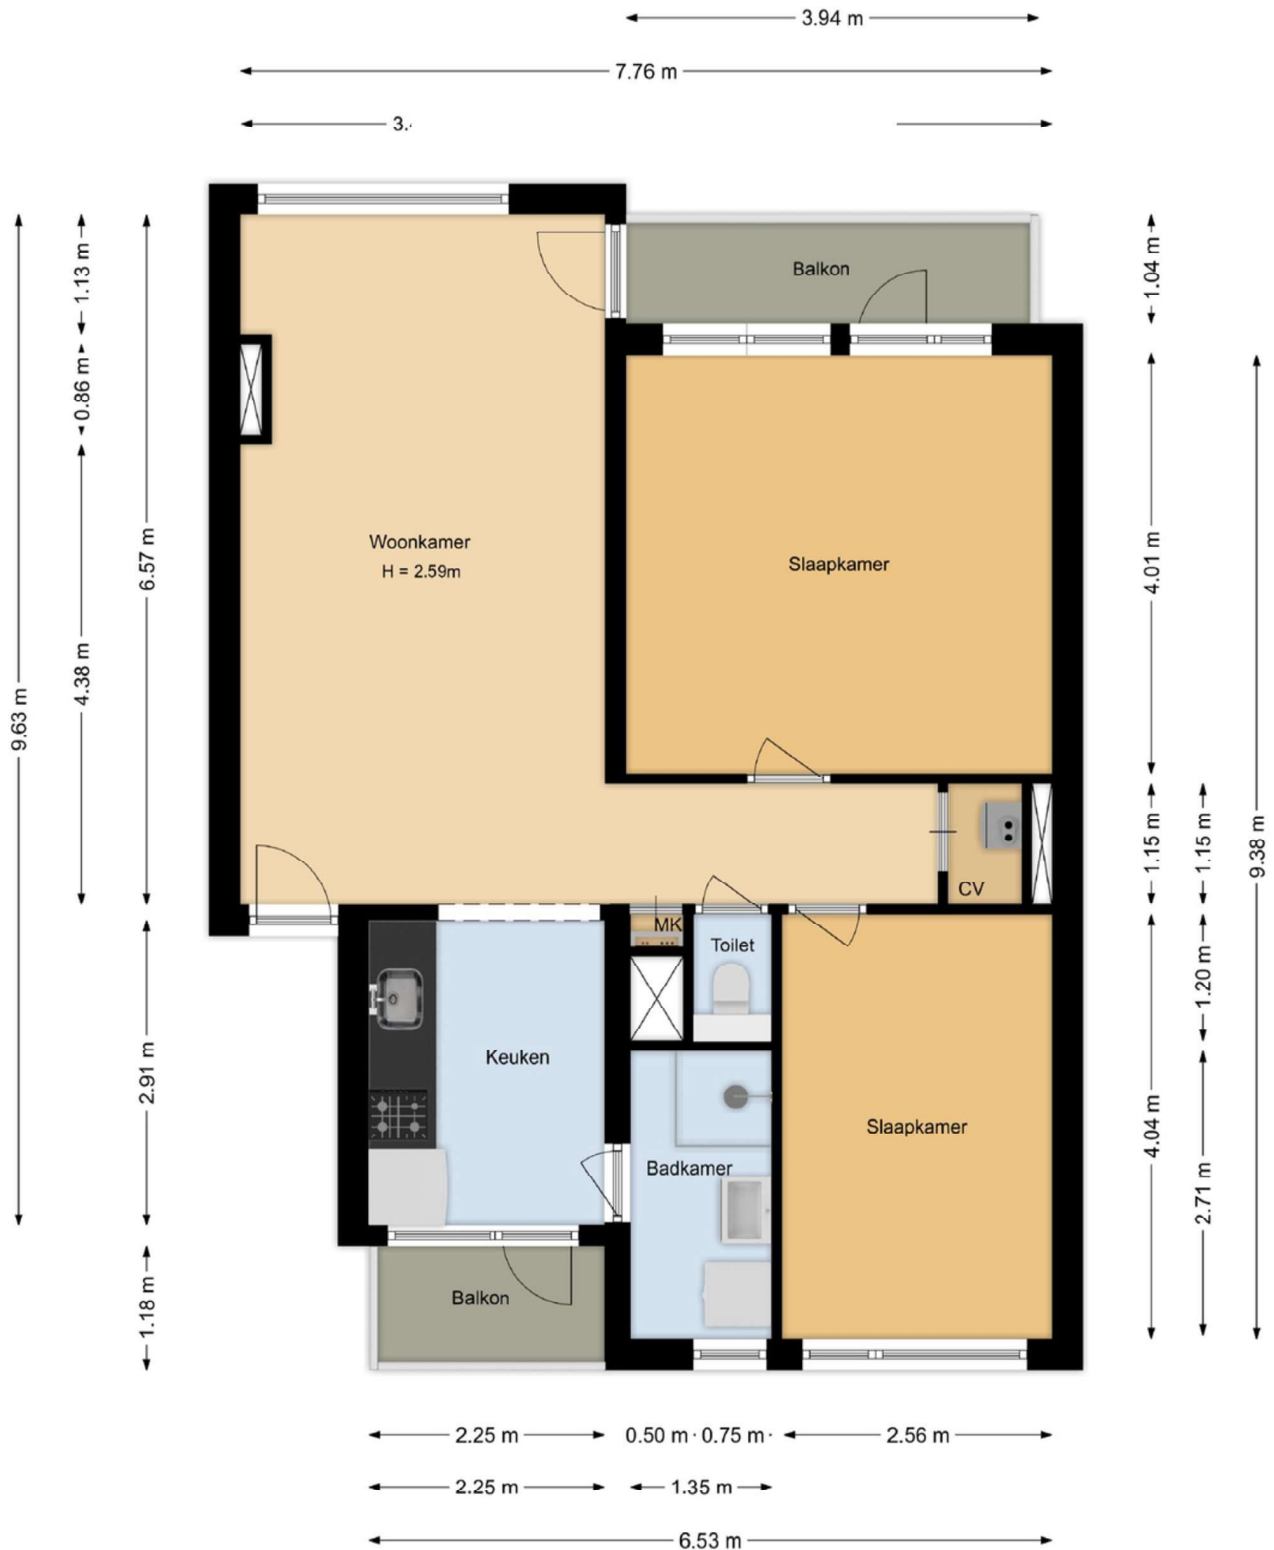 3.94 m
7.76 m
3.
Balkon
1.13 m
1.04 m
0.86 m
Woonkamer
H = 2.59m
Slaapkamer
6.57 m
4.01 m
4.38 m
9.63 m
1.15 m
1.15 m
9.38 m
CV
MK
Toilet
1.20 m
Keuken
2.91 m
Slaapkamer
4.04 m
Badkamer
2.71 m
Balkon
1.18 m
2.25 m
0.50 m
0.75 m
2.56 m
2.25 m
1.35 m
6.53 m